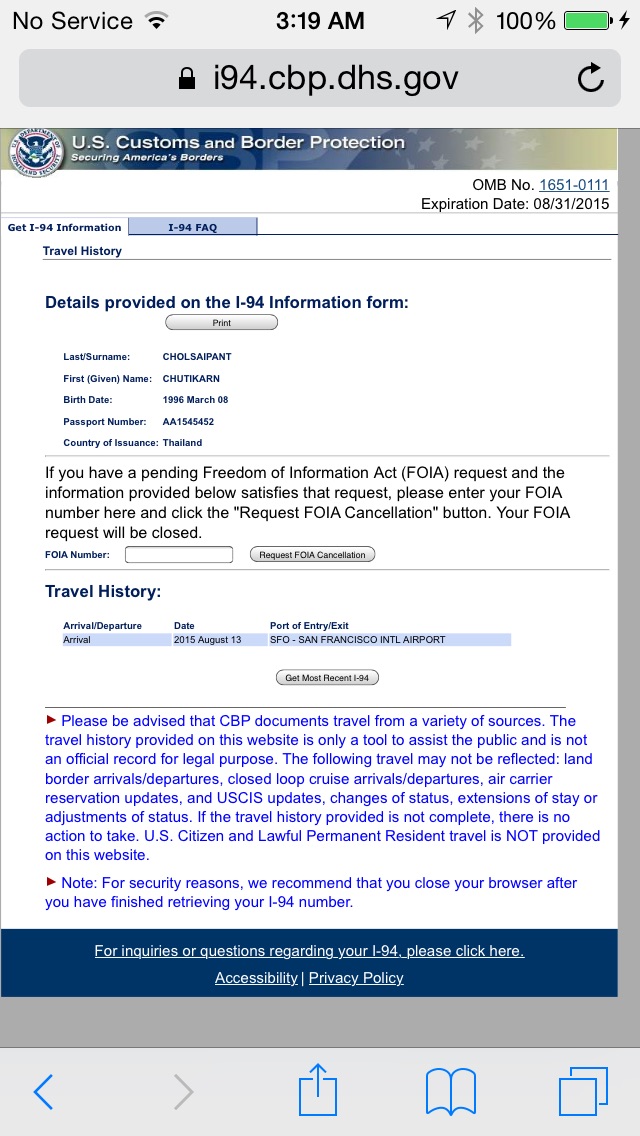 No Service 3:19 AM 100%
i94.cbp.dhs.gov
U.S. Customs and Border Protection
Securing America's Borders
OMB No. 1651-0111
Expiration Date: 08/31/2015
Get I-94 Information I-94 FAQ
Travel History
Details provided on the I-94 Information form:
Print
Last/Surname: CHOLSAIPANT
First (Given) Name: CHUTIKARN
Birth Date: 1996 March 08
Passport Number: AA1545452
Country of Issuance: Thailand
If you have a pending Freedom of Information Act (FOIA) request and the
information provided below satisfies that request, please enter your FOIA
number here and click the "Request FOIA Cancellation" button. Your FOIA
request will be closed.
FOIA Number: Request FOIA Cancellation
Travel History:
Arrival/Departure Date Port of Entry/Exit
Arrival 2015 August 13 SFO - SAN FRANCISCO INTL AIRPORT
Get Most Recent I-94
Please be advised that CBP documents travel from a variety of sources. The
travel history provided on this website is only a tool to assist the public and is not
an official record for legal purpose. The following travel may not be reflected: land
border arrivals/departures, closed loop cruise arrivals/departures, air carrier
reservation updates, and USCIS updates, changes of status, extensions of stay or
adjustments of status. If the travel history provided is not complete, there is no
action to take. U.S. Citizen and Lawful Permanent Resident travel is NOT provided
on this website.
Note: For security reasons, we recommend that you close your browser after
you have finished retrieving your I-94 number.
For inquiries or questions regarding your I-94, please click here.
Accessibility | Privacy Policy